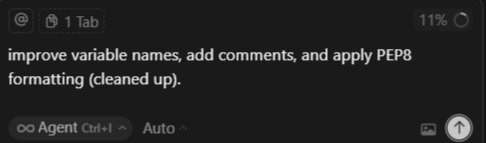 @ 1 Tab 11%
improve variable names, add comments, and apply PEP8
formatting (cleaned up).
∞ Agent Ctrl+I ^ Auto ^